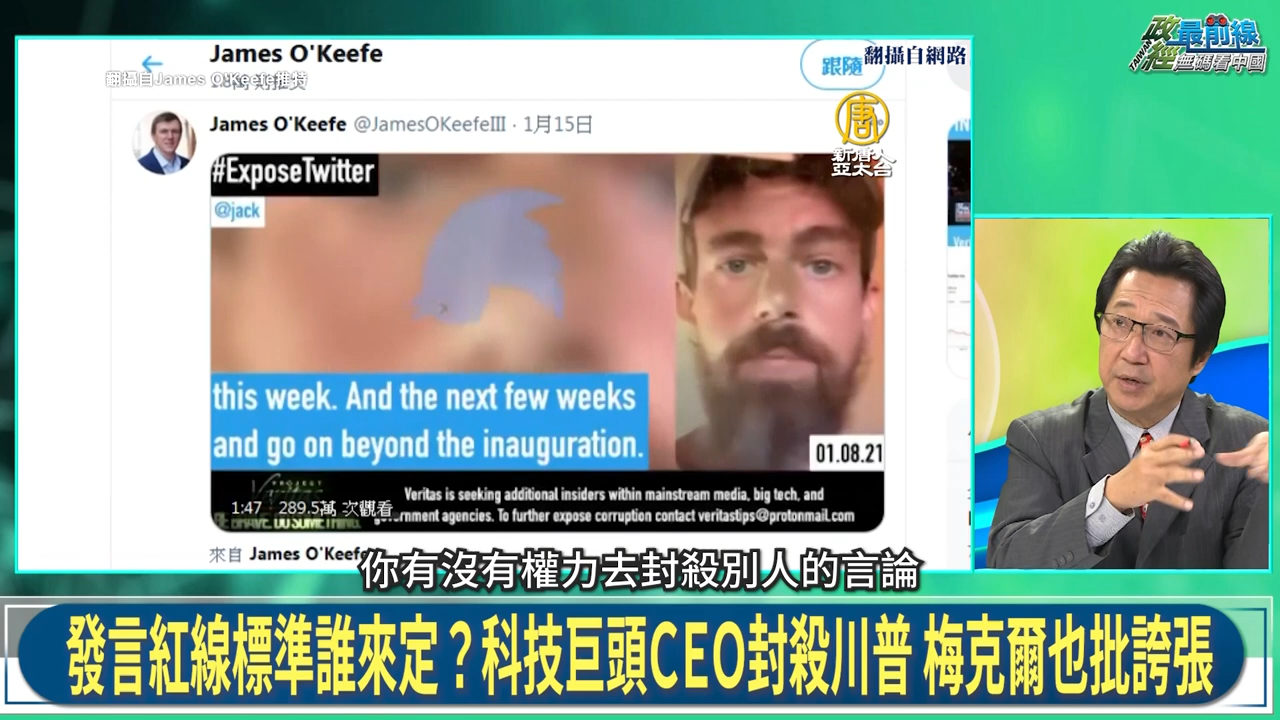 James O'Keefe
翻攝自James O'Keefe推特
跟隨
翻攝自網路
政經最前線
TAIWAN
無碼看中國
James O'Keefe @JamesOKeefeIII · 1月15日
唐
新唐人
亞太台
#ExposeTwitter
@jack
this week. And the next few weeks
and go on beyond the inauguration.
01.08.21
PROJECT
1:47 289.5萬 次觀看
BE BRAVE. DO SOMETHING.
Veritas is seeking additional insiders within mainstream media, big tech, and
government agencies. To further expose corruption contact veritastips@protonmail.com
來自 James O'Keefe
你有沒有權力去封殺別人的言論
發言紅線標準誰來定？科技巨頭CEO封殺川普 梅克爾也批誇張